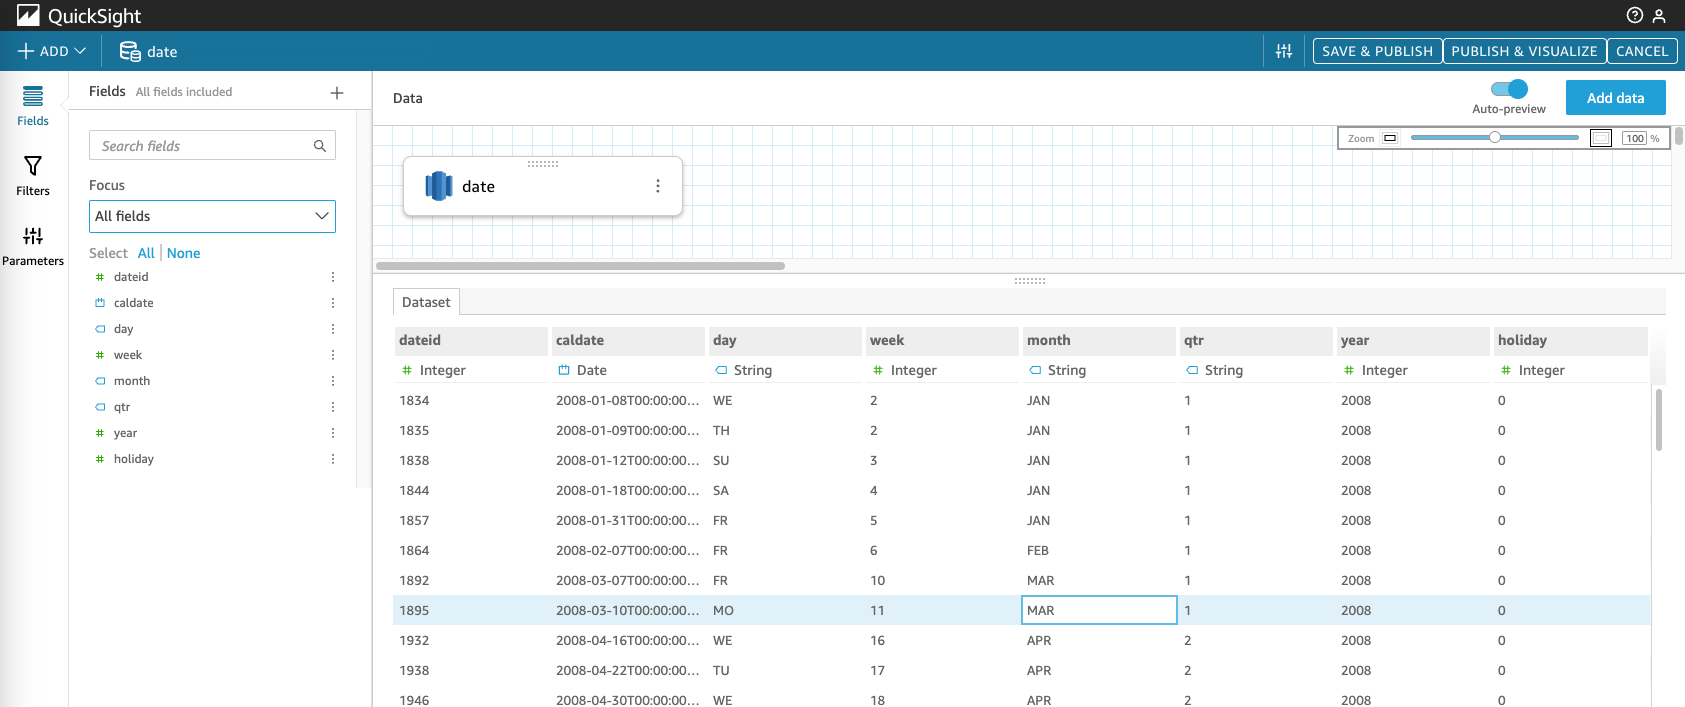 QuickSight
ADD
date
SAVE & PUBLISH
PUBLISH & VISUALIZE
CANCEL
Fields
Filters
Parameters
Fields All fields included
Search fields
Focus
All fields
Select All | None
dateid
caldate
day
week
month
qtr
year
holiday
Data
Auto-preview
Add data
Zoom 100 %
date
Dataset
dateid caldate day week month qtr year holiday
Integer Date String Integer String String Integer Integer
1834 2008-01-08T00:00:00... WE 2 JAN 1 2008 0
1835 2008-01-09T00:00:00... TH 2 JAN 1 2008 0
1838 2008-01-12T00:00:00... SU 3 JAN 1 2008 0
1844 2008-01-18T00:00:00... SA 4 JAN 1 2008 0
1857 2008-01-31T00:00:00... FR 5 JAN 1 2008 0
1864 2008-02-07T00:00:00... FR 6 FEB 1 2008 0
1892 2008-03-07T00:00:00... FR 10 MAR 1 2008 0
1895 2008-03-10T00:00:00... MO 11 MAR 1 2008 0
1932 2008-04-16T00:00:00... WE 16 APR 2 2008 0
1938 2008-04-22T00:00:00... TU 17 APR 2 2008 0
1946 2008-04-30T00:00:00... WE 18 APR 2 2008 0